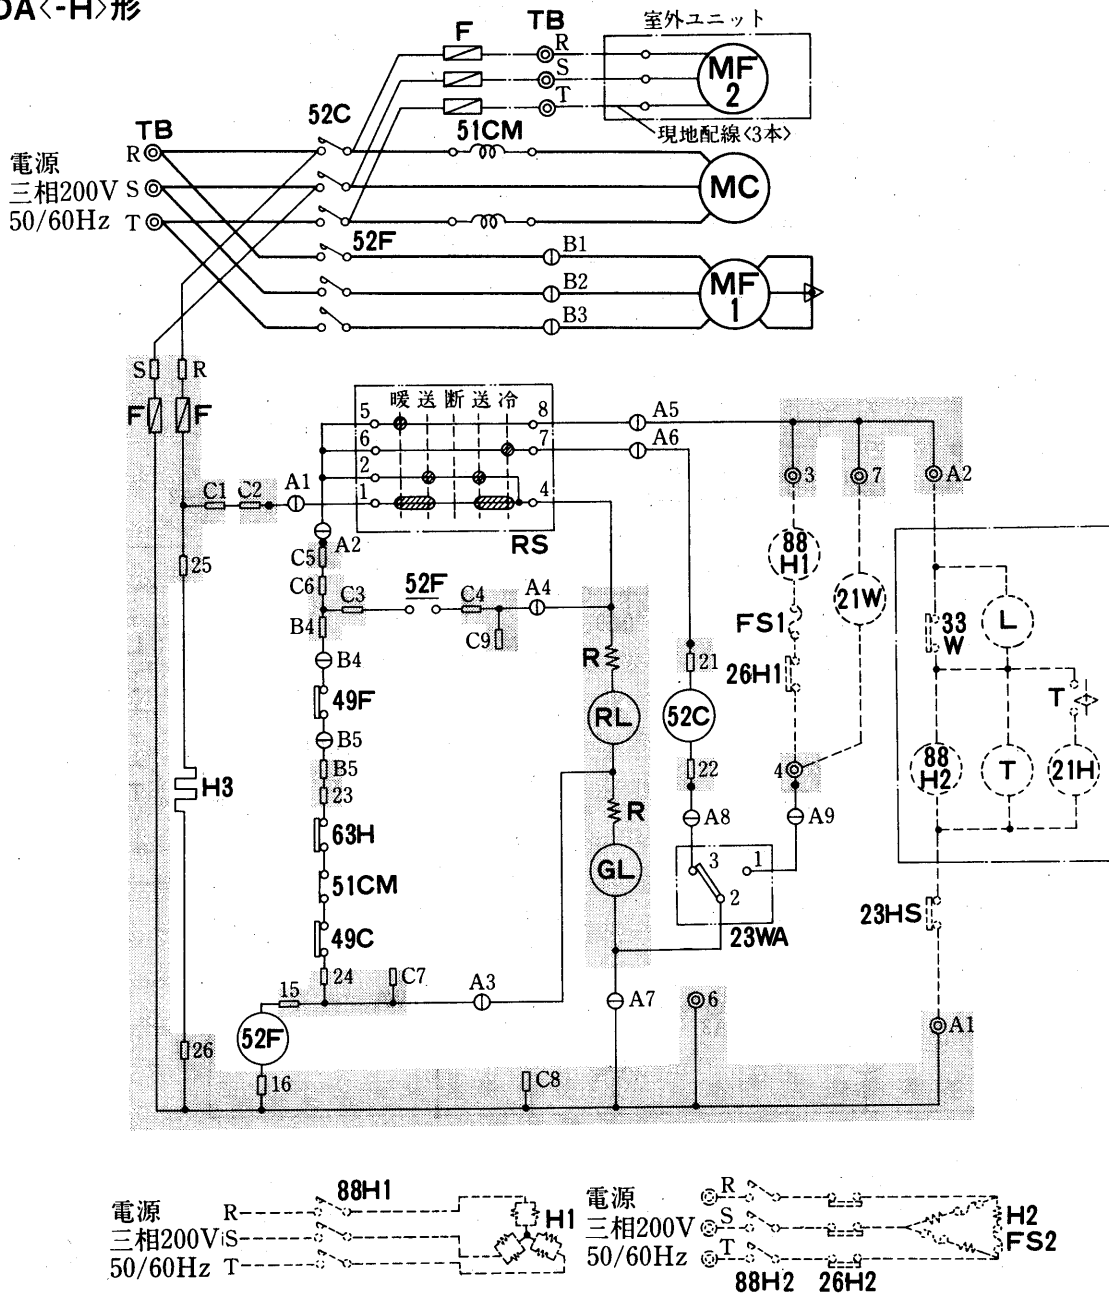 DA〈-H〉形
室外ユニット
F TB
R
S
T
MF
2
現地配線〈3本〉
52C
51CM
TB
電源
三相200V
50/60Hz
R
S
T
MC
52F
B1
B2
B3
MF
1
S R
F F
暖 送 断 送 冷
5 8
6 7
2
1 4
RS
A5
A6
3 7 A2
C1 C2 A1
A2
25
C5
C6
C3 52F C4 A4
C9
B4
B4
49F
B5
B5
23
63H
51CM
49C
24 C7
15 A3
52F
16
26
H3
R
RL
R
GL
A7
21
52C
22
A8
3 1
2
23WA
88
H1
FS1
26H1
4
A9
21W
33
W
L
T
88
H2
T
21H
23HS
A1
6
C8
電源
三相200V
50/60Hz
R
S
T
88H1
H1
電源
三相200V
50/60Hz
R
S
T
88H2
26H2
H2
FS2